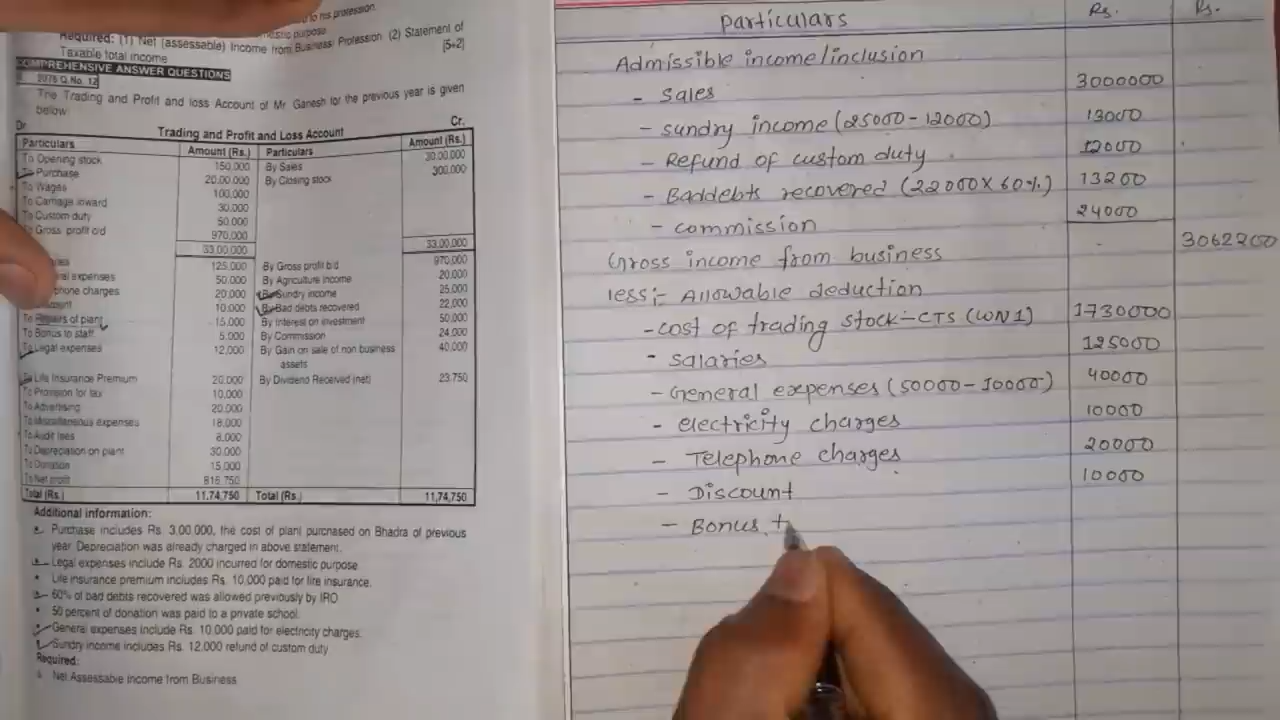 to his profession.
mestic purpose
Required: (1) Net (assessable) Income from Business/ Profession (2) Statement of
Taxable total income [5+2]
COMPREHENSIVE ANSWER QUESTIONS
2076 Q. No. 12
The Trading and Profit and loss Account of Mr. Ganesh for the previous year is given
below
Dr. Trading and Profit and Loss Account Cr.
Particulars Amount (Rs.) Particulars Amount (Rs.)
To Opening stock 150,000 By Sales 30,00,000
To Purchase 20,00,000 By Closing stock 300,000
To Wages 100,000
To Carriage inward 30,000
To Custom duty 50,000
To Gross profit c/d 970,000
33,00,000 33,00,000
125,000 By Gross profit b/d 970,000
expenses 50,000 By Agriculture income 20,000
phone charges 20,000 By Sundry income 25,000
10,000 By Bad debts recovered 22,000
To Repairs of plant 15,000 By Interest on investment 50,000
To Bonus to staff 5,000 By Commission 24,000
To Legal expenses 12,000 By Gain on sale of non business assets 40,000
To Life Insurance Premium 20,000 By Dividend Received (net) 23,750
To Provision for tax 10,000
To Advertising 20,000
To Miscellaneous expenses 18,000
To Audit fees 8,000
To Depreciation on plant 30,000
To Donation 15,000
To Net profit 816,750
Total (Rs.) 11,74,750 Total (Rs.) 11,74,750
Additional information:
Purchase includes Rs. 3,00,000, the cost of plant purchased on Bhadra of previous
year. Depreciation was already charged in above statement.
Legal expenses include Rs. 2000 incurred for domestic purpose
Life insurance premium includes Rs. 10,000 paid for fire insurance.
60% of bad debts recovered was allowed previously by IRO
50 percent of donation was paid to a private school.
General expenses include Rs. 10,000 paid for electricity charges.
Sundry income includes Rs. 12,000 refund of custom duty
Required:
Net Assessable Income from Business
Particulars Rs. Rs.
Admissible income/inclusion
- Sales 3000000
- Sundry income (25000-12000) 13000
- Refund of custom duty 12000
- Baddebts recovered (22000×60%) 13200
- commission 24000
Gross income from business 3062200
less:- Allowable deduction
- cost of trading stock-CTS (WN1) 1730000
- Salaries 125000
- General expenses (50000-10000) 40000
- electricity charges 10000
- Telephone charges 20000
- Discount 10000
- Bonus t